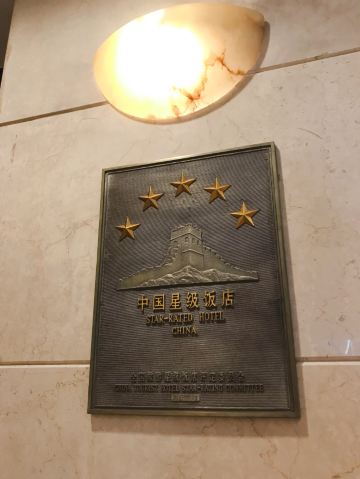 中国星级饭店
STAR-RATED HOTEL
CHINA
CHINA TOURIST HOTEL STAR-RATING COMMITTEE